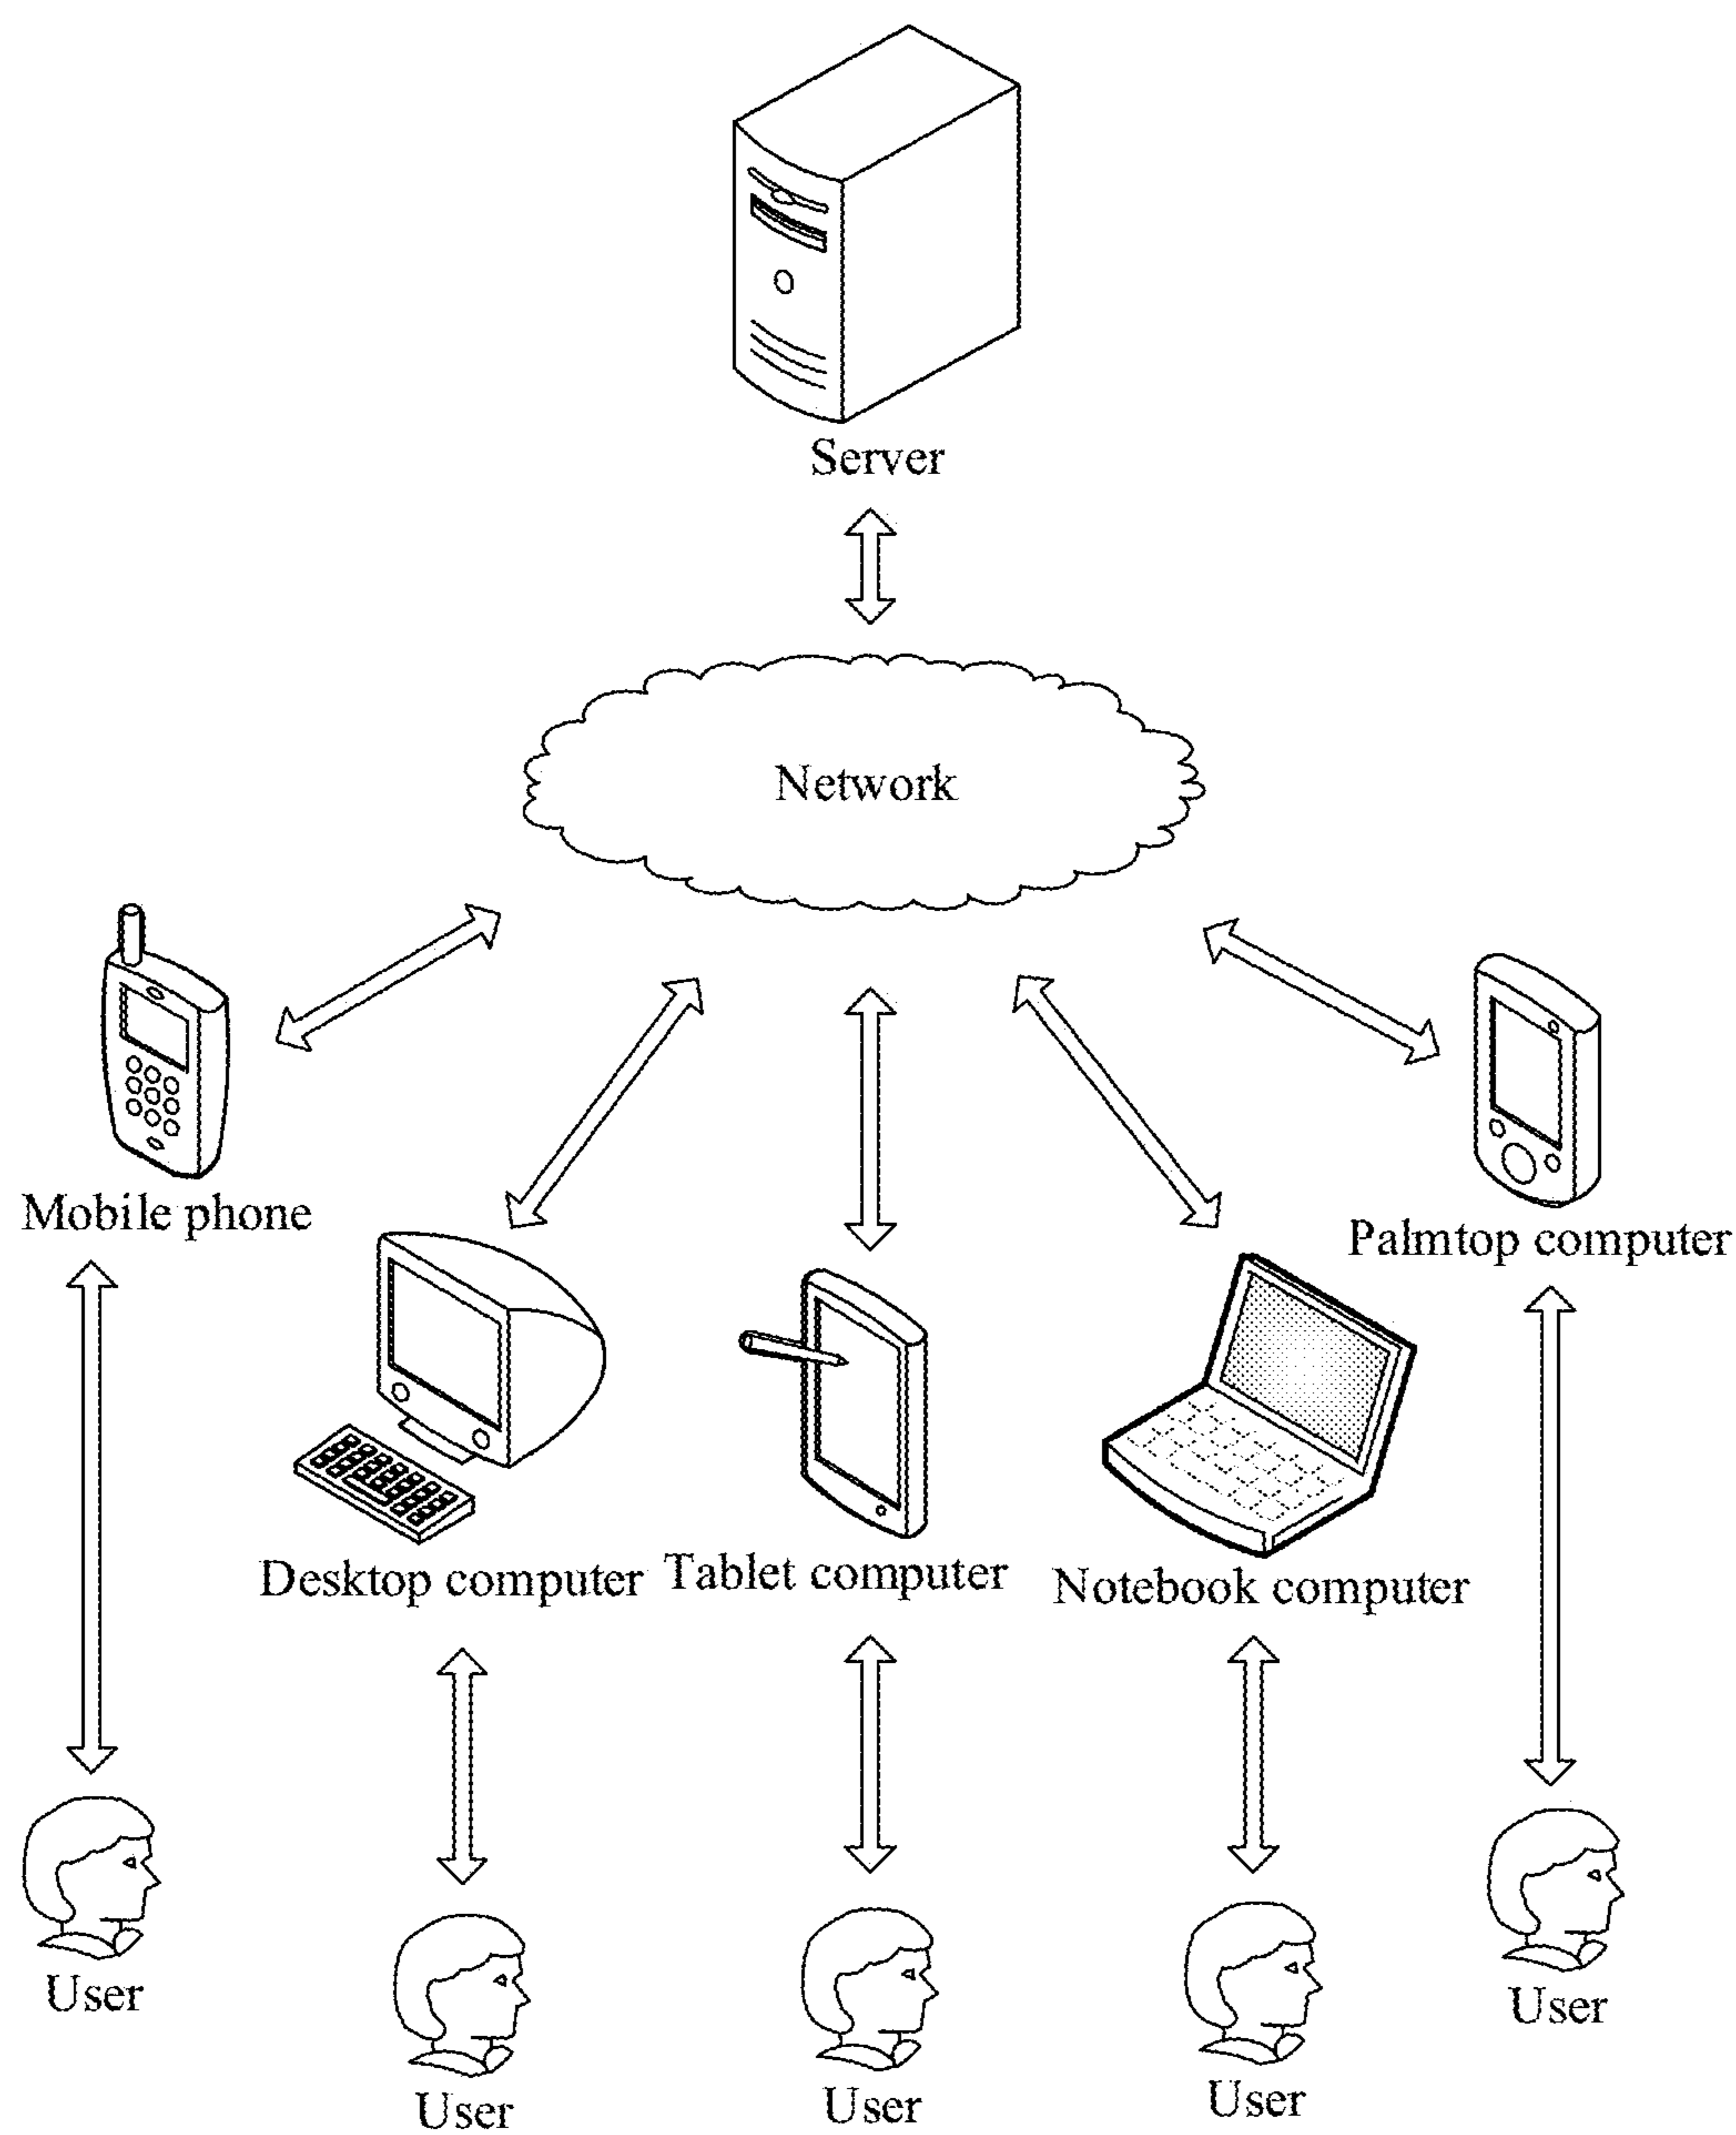 Server
Network
Mobile phone
Palmtop computer
Desktop computer
Tablet computer
Notebook computer
User
User
User
User
User